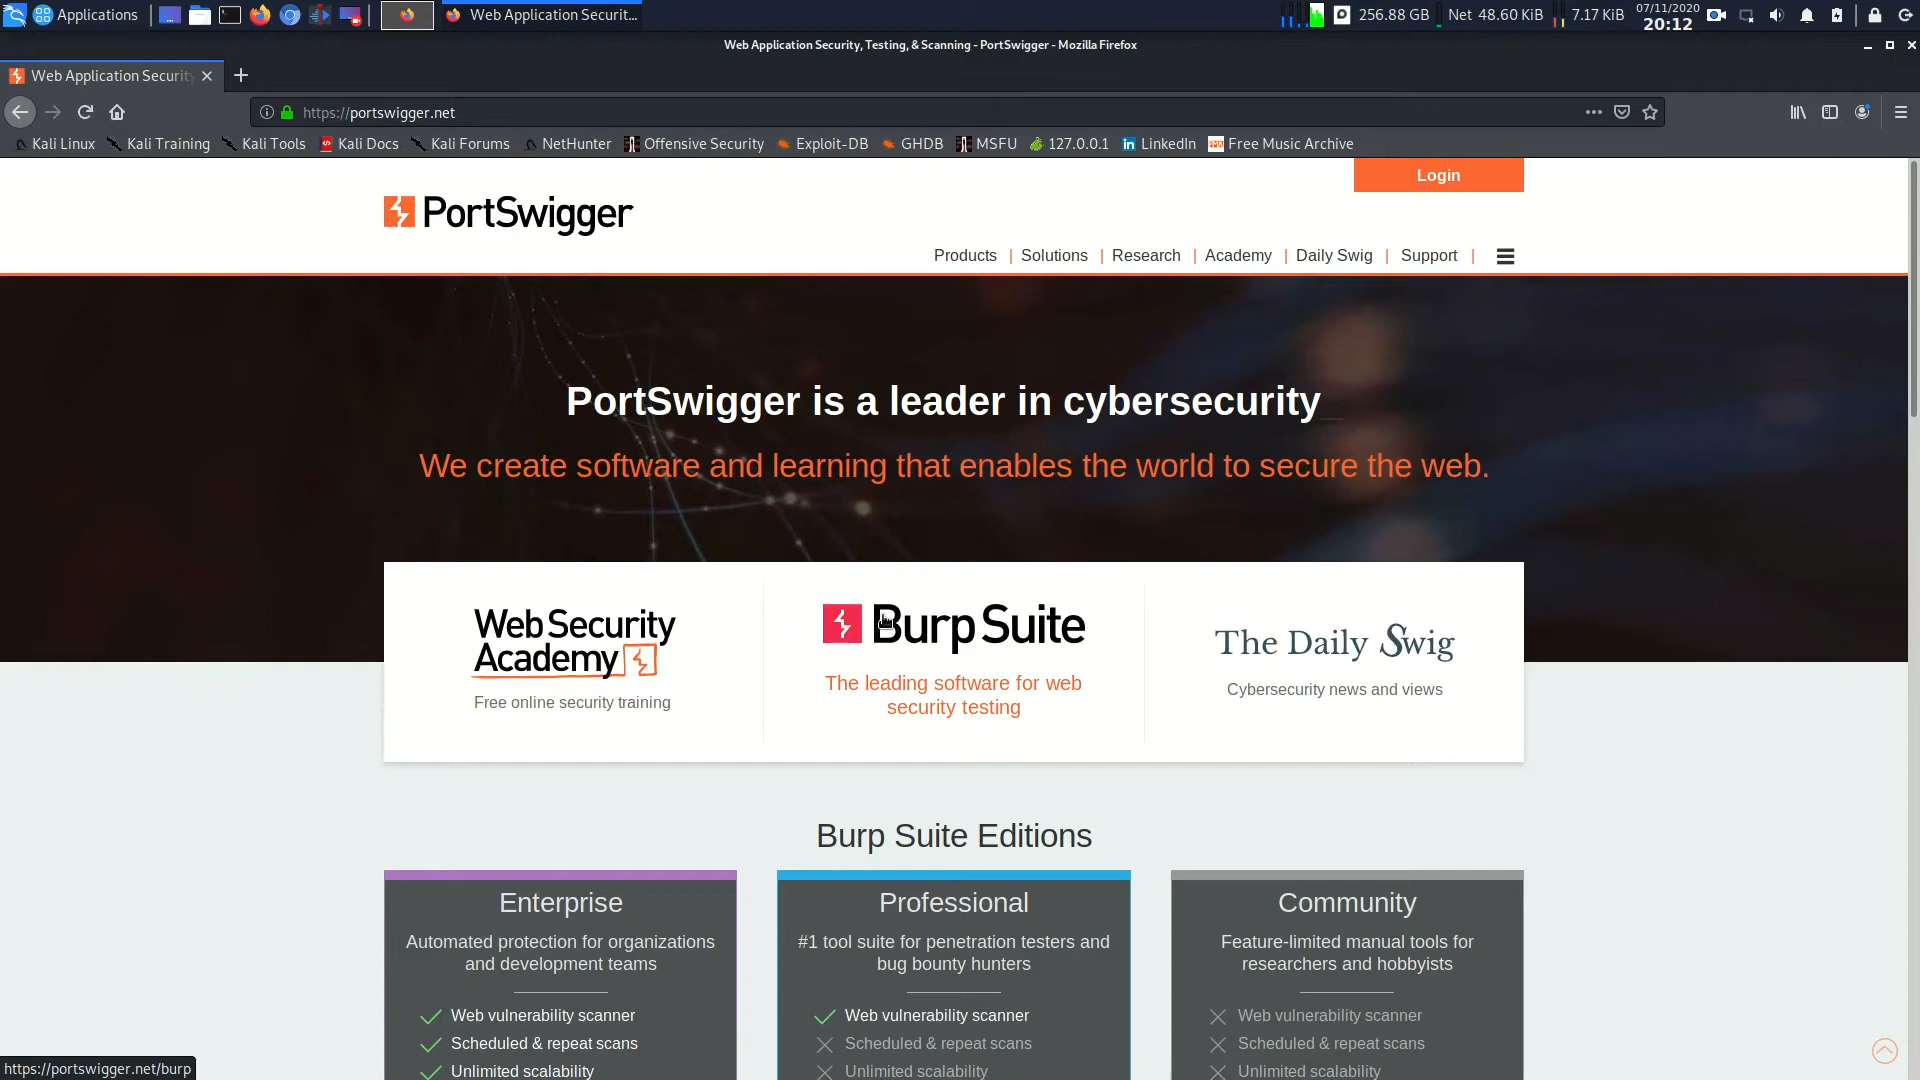 Applications
Web Application Securit...
256.88 GB
Net 48.60 KiB
7.17 KiB
07/11/2020
20:12
Web Application Security, Testing, & Scanning - PortSwigger - Mozilla Firefox
Web Application Security
https://portswigger.net
Kali Linux Kali Training Kali Tools Kali Docs Kali Forums NetHunter Offensive Security Exploit-DB GHDB MSFU 127.0.0.1 LinkedIn Free Music Archive
Login
PortSwigger
Products | Solutions | Research | Academy | Daily Swig | Support |
PortSwigger is a leader in cybersecurity
We create software and learning that enables the world to secure the web.
Web Security
Academy
Free online security training
Burp Suite
The leading software for web
security testing
The Daily Swig
Cybersecurity news and views
Burp Suite Editions
Enterprise
Automated protection for organizations
and development teams
Web vulnerability scanner
Scheduled & repeat scans
Unlimited scalability
Professional
#1 tool suite for penetration testers and
bug bounty hunters
Web vulnerability scanner
Scheduled & repeat scans
Unlimited scalability
Community
Feature-limited manual tools for
researchers and hobbyists
Web vulnerability scanner
Scheduled & repeat scans
Unlimited scalability
https://portswigger.net/burp